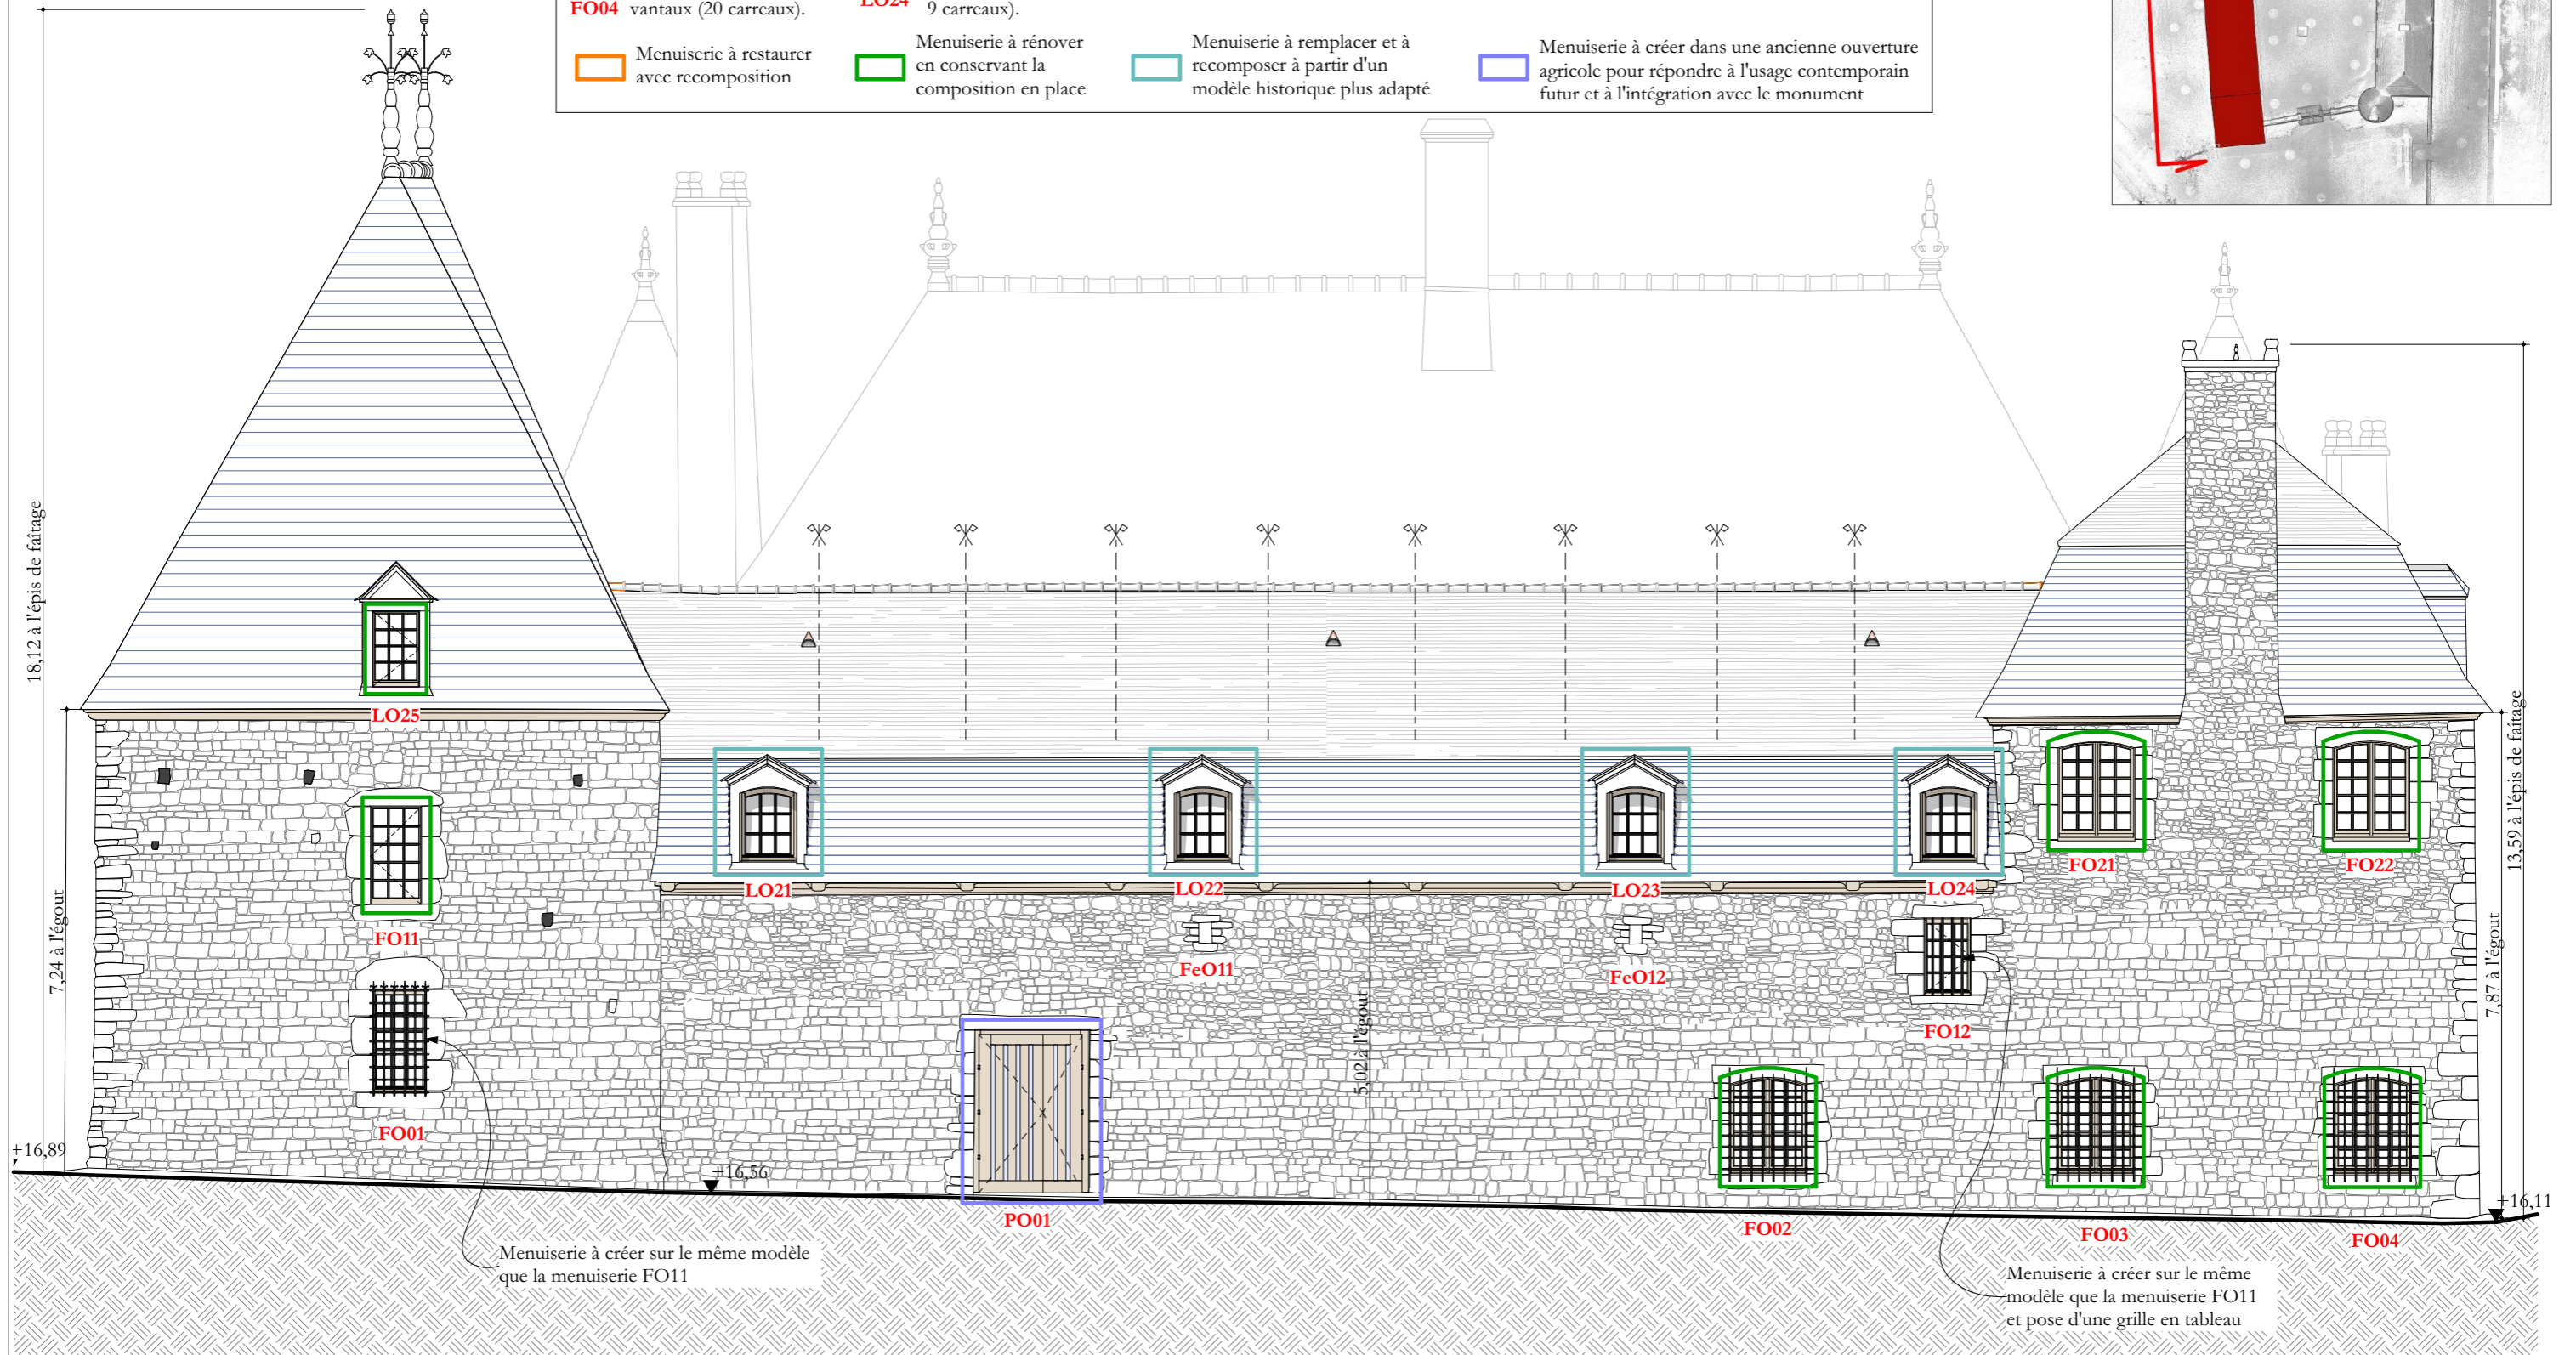 FO04 vantaux (20 carreaux).
LO24 9 carreaux).
Menuiserie à restaurer
avec recomposition
Menuiserie à rénover
en conservant la
composition en place
Menuiserie à remplacer et à
recomposer à partir d'un
modèle historique plus adapté
Menuiserie à créer dans une ancienne ouverture
agricole pour répondre à l'usage contemporain
futur et à l'intégration avec le monument
18,12 à l'épis de faîtage
7,24 à l'égout
LO25
FO11
FO01
+16,89
LO21
LO22
LO23
LO24
FeO11
FeO12
FO12
FO21
FO22
13,59 à l'épis de faîtage
7,87 à l'égout
5,02 à l'égout
+16,56
PO01
FO02
FO03
FO04
+16,11
Menuiserie à créer sur le même modèle
que la menuiserie FO11
Menuiserie à créer sur le même
modèle que la menuiserie FO11
et pose d'une grille en tableau